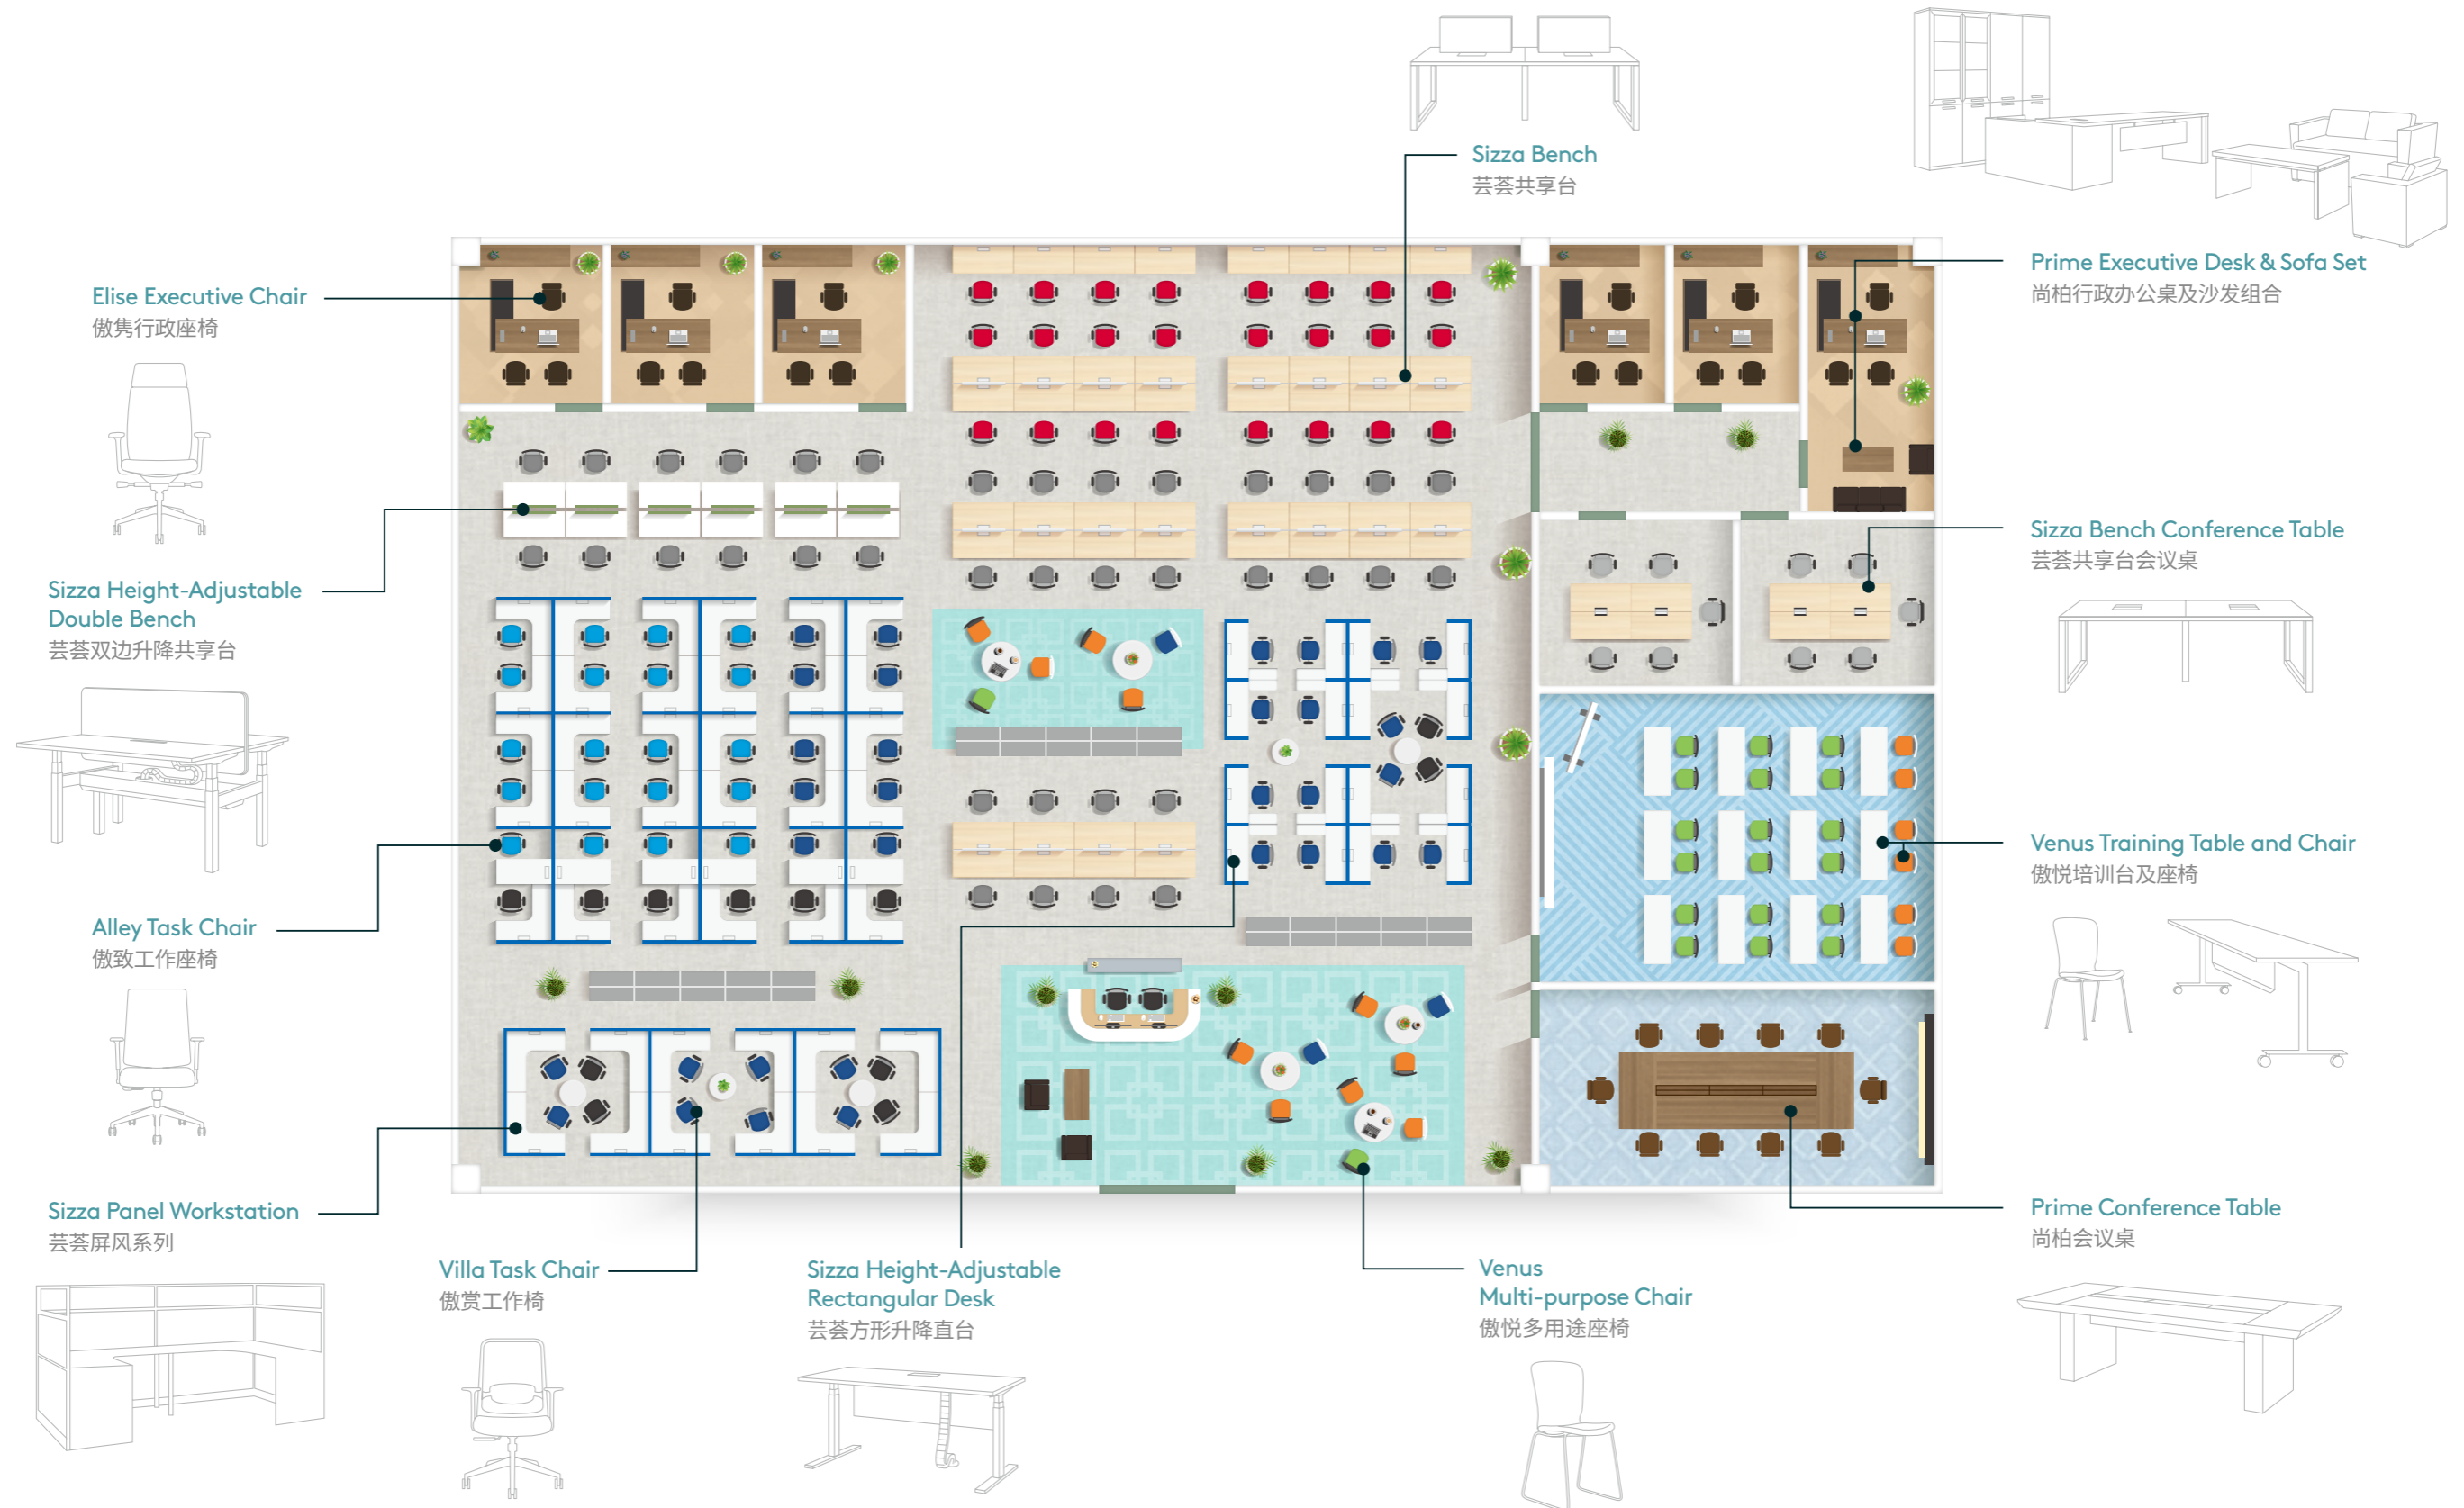 Sizza Bench
芸荟共享台
Elise Executive Chair
傲隽行政座椅
Prime Executive Desk & Sofa Set
尚柏行政办公桌及沙发组合
Sizza Height-Adjustable
Double Bench
芸荟双边升降共享台
Sizza Bench Conference Table
芸荟共享台会议桌
Alley Task Chair
傲致工作座椅
Venus Training Table and Chair
傲悦培训台及座椅
Sizza Panel Workstation
芸荟屏风系列
Villa Task Chair
傲赏工作椅
Sizza Height-Adjustable
Rectangular Desk
芸荟方形升降直台
Venus
Multi-purpose Chair
傲悦多用途座椅
Prime Conference Table
尚柏会议桌